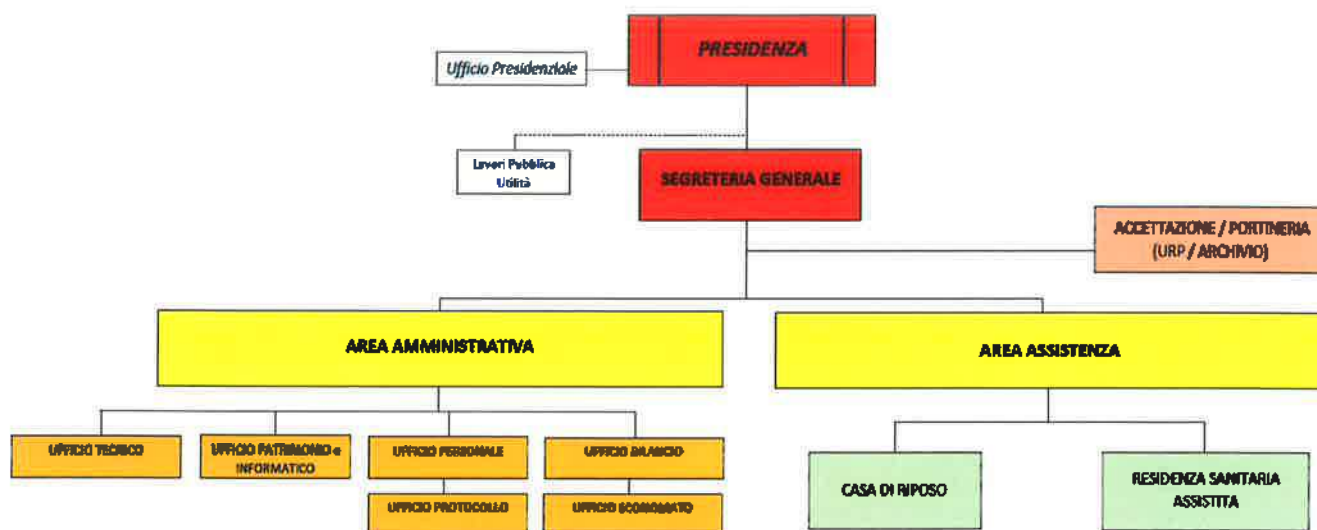 PRESIDENZA
Ufficio Presidenziale
Lavori Pubblica
Utilità
SEGRETERIA GENERALE
ACCETTAZIONE / PORTINERIA
(URP / ARCHIVIO)
AREA AMMINISTRATIVA
AREA ASSISTENZA
UFFICIO TECNICO
UFFICIO PATRIMONIO e
INFORMATICO
UFFICIO PERSONALE
UFFICIO BILANCIO
CASA DI RIPOSO
RESIDENZA SANITARIA
ASSISTITA
UFFICIO PROTOCOLLO
UFFICIO ECONOMATO